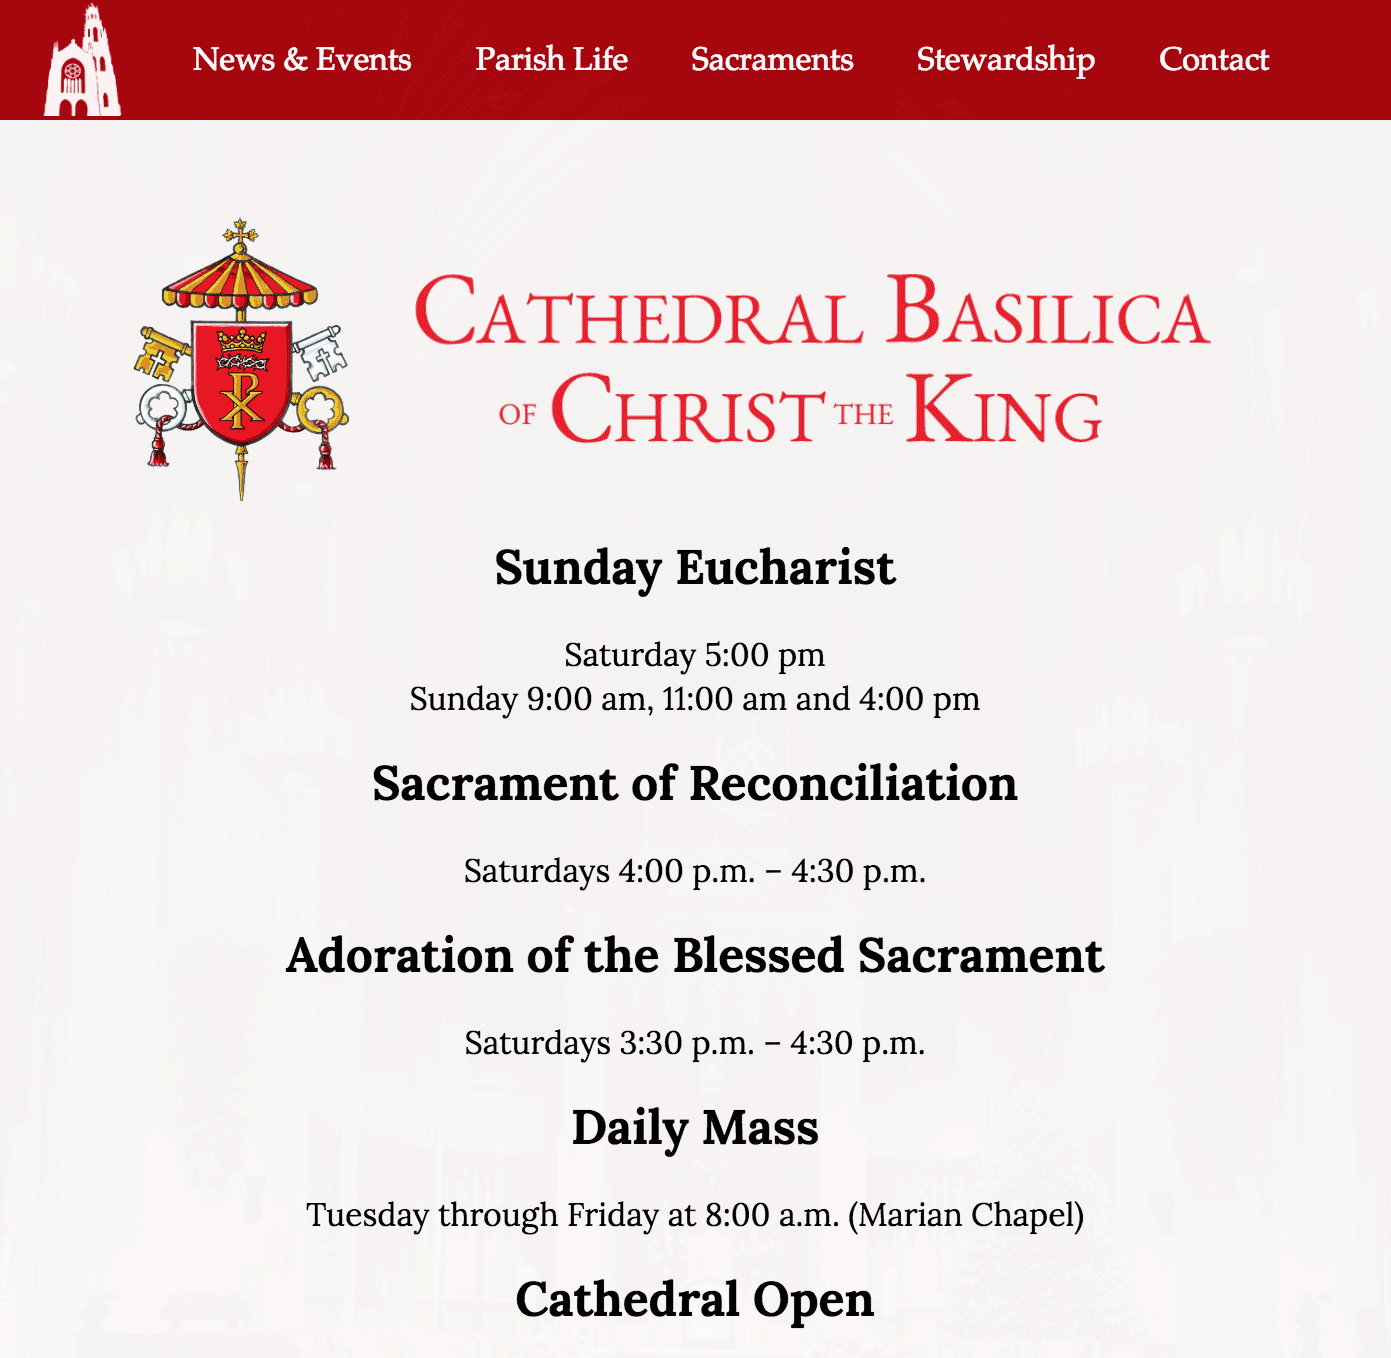 News & Events Parish Life Sacraments Stewardship Contact
CATHEDRAL BASILICA
OF CHRIST THE KING
Sunday Eucharist
Saturday 5:00 pm
Sunday 9:00 am, 11:00 am and 4:00 pm
Sacrament of Reconciliation
Saturdays 4:00 p.m. – 4:30 p.m.
Adoration of the Blessed Sacrament
Saturdays 3:30 p.m. – 4:30 p.m.
Daily Mass
Tuesday through Friday at 8:00 a.m. (Marian Chapel)
Cathedral Open